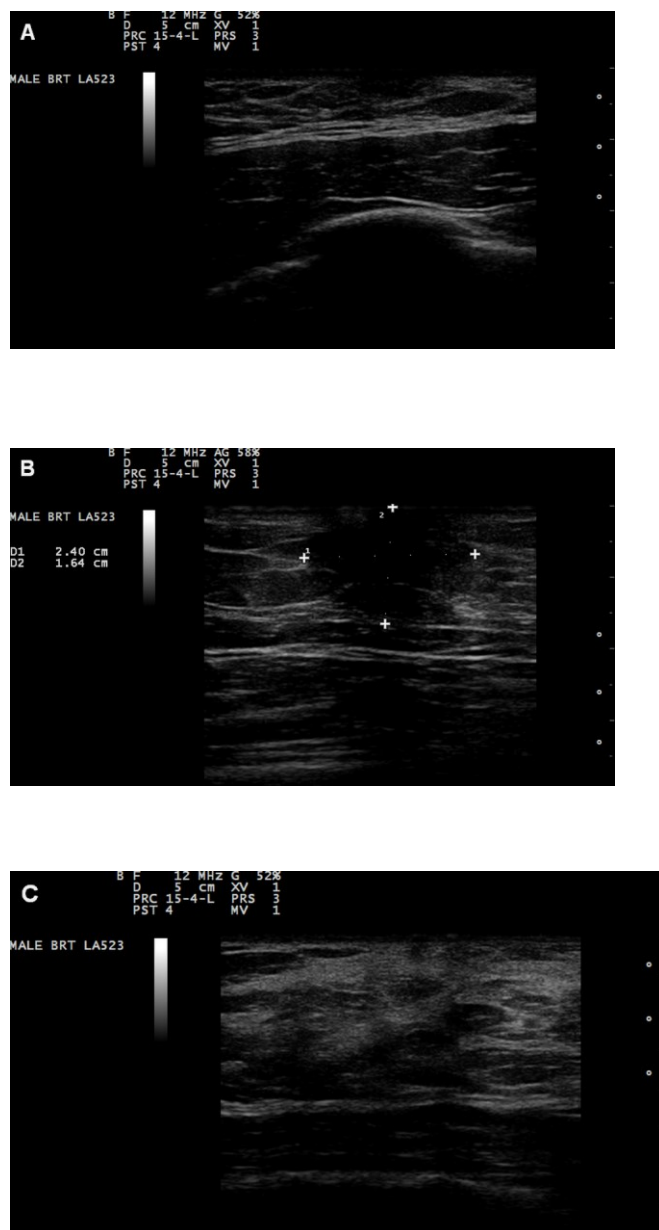 B F 12 MHz G 52%
A
D 5 cm XV 1
PRC 15-4-L PRS 3
PST 4 MV 1
MALE BRT LA523
B F 12 MHz AG 58%
B
D 5 cm XV 1
PRC 15-4-L PRS 3
PST 4 MV 1
MALE BRT LA523
2
1
D1 2.40 cm
D2 1.64 cm
B F 12 MHz G 52%
C
D 5 cm XV 1
PRC 15-4-L PRS 3
PST 4 MV 1
MALE BRT LA523